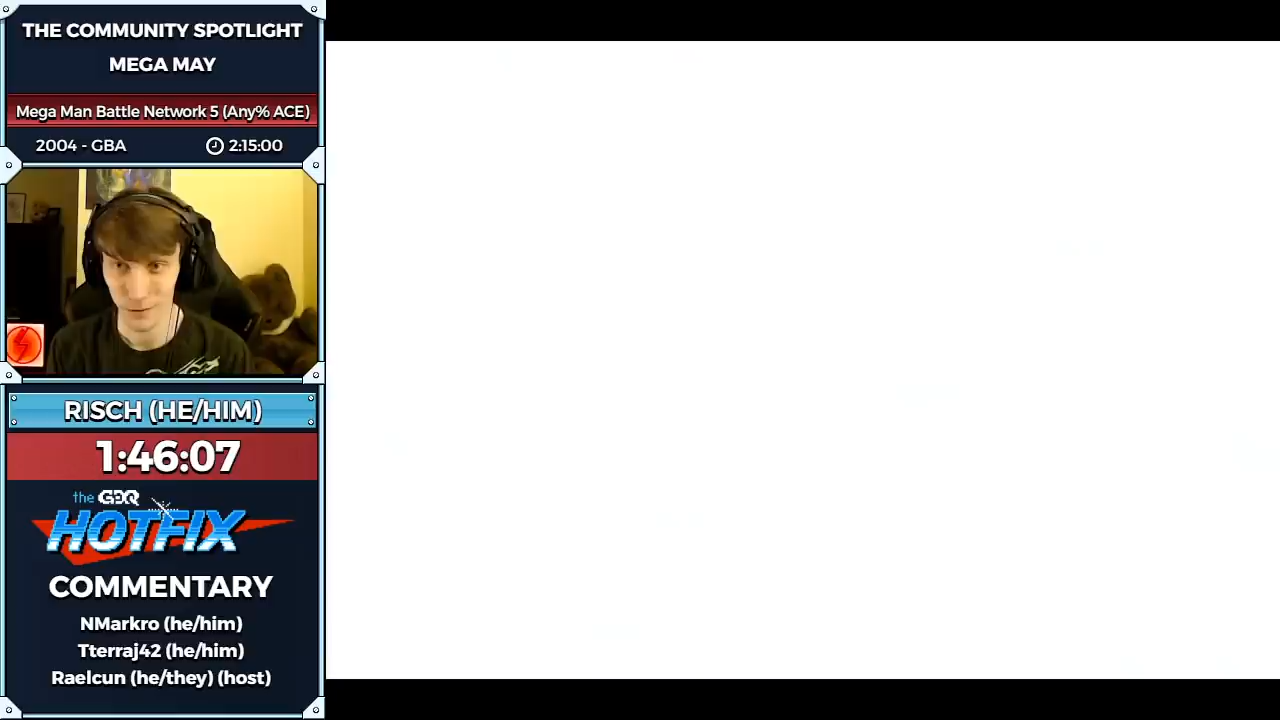 THE COMMUNITY SPOTLIGHT
MEGA MAY
Mega Man Battle Network 5 (Any% ACE)
2004 - GBA
2:15:00
RISCH (HE/HIM)
1:46:07
the GDQ
HOTFIX
COMMENTARY
NMarkro (he/him)
Tterraj42 (he/him)
Raelcun (he/they) (host)